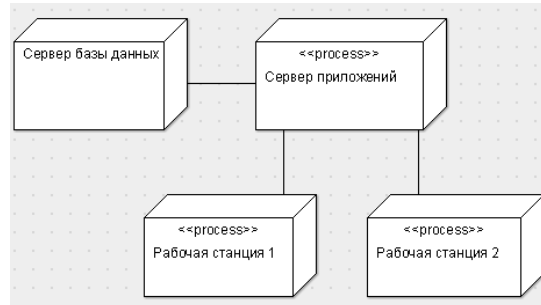 Сервер базы данных
<<process>>
Сервер приложений
<<process>>
Рабочая станция 1
<<process>>
Рабочая станция 2